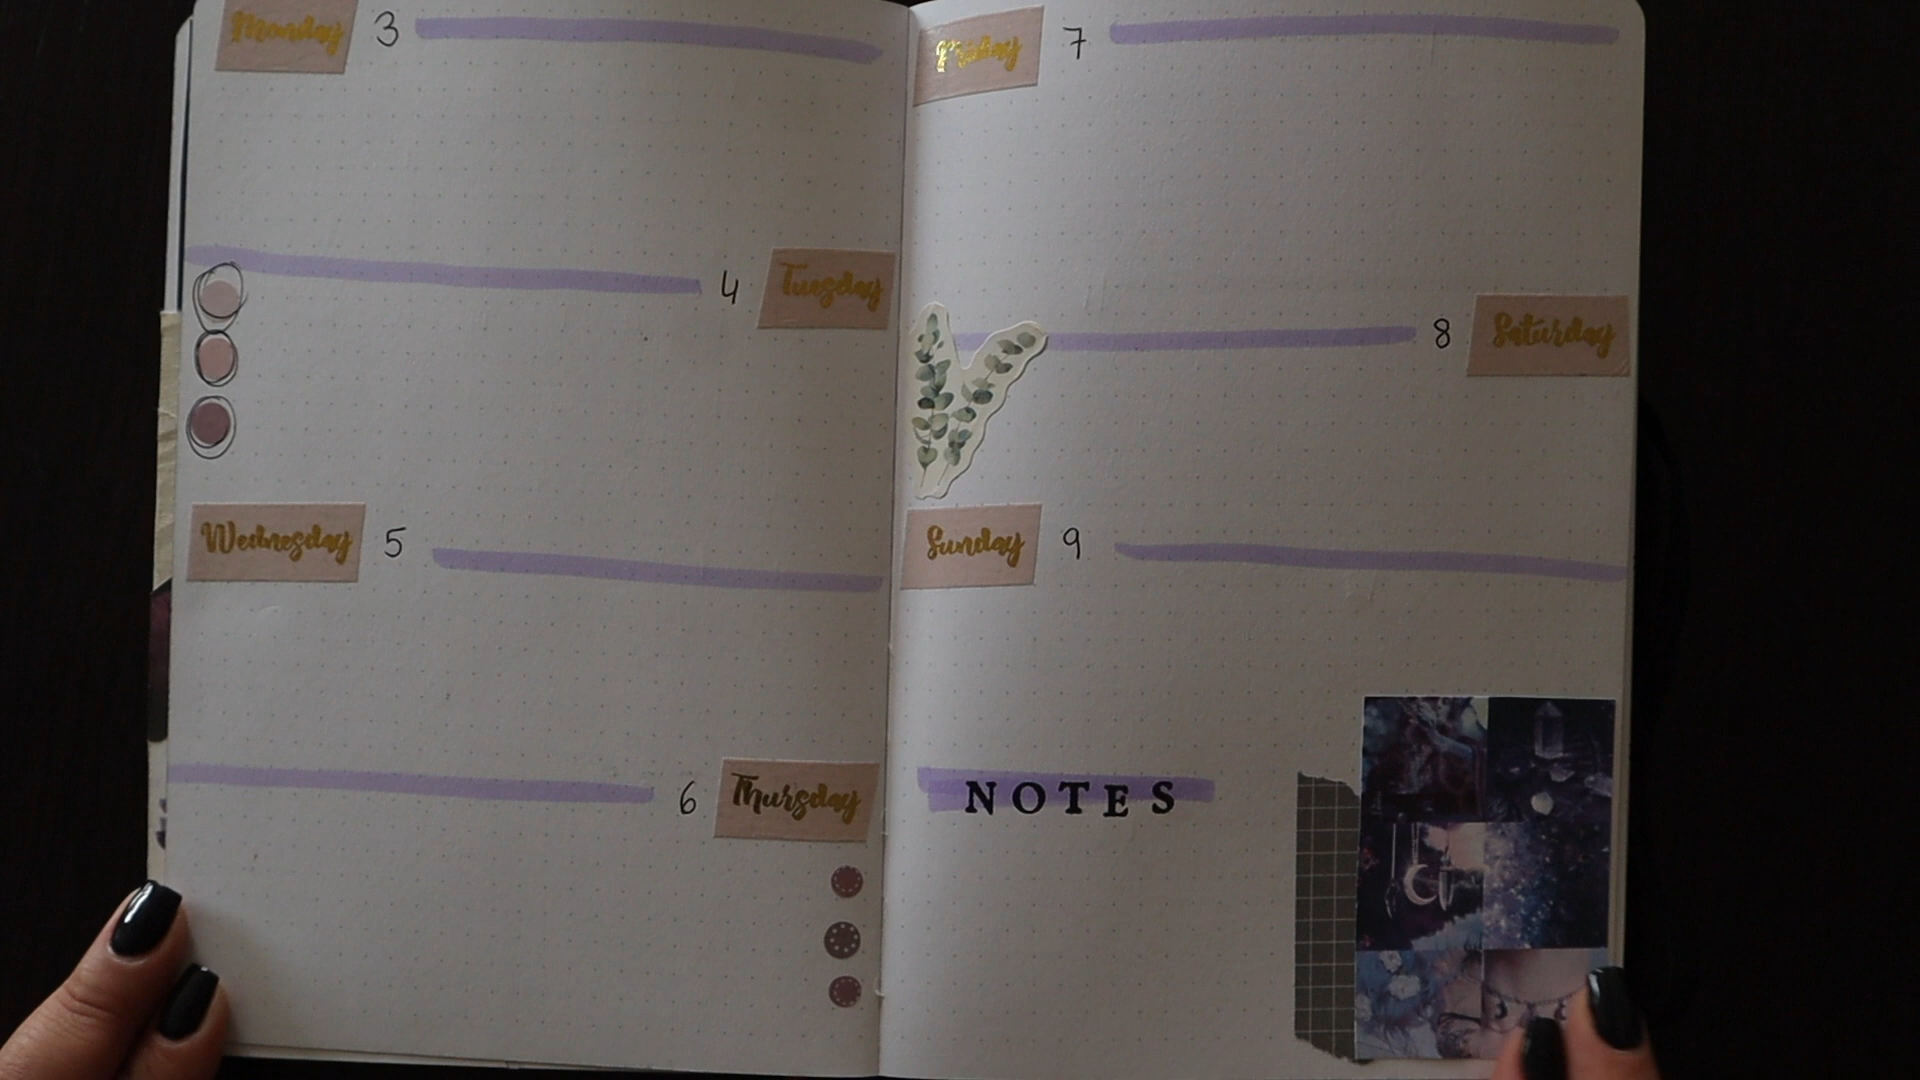 Monday 3
4 Tuesday
Wednesday 5
6 Thursday
Friday 7
8 Saturday
Sunday 9
NOTES